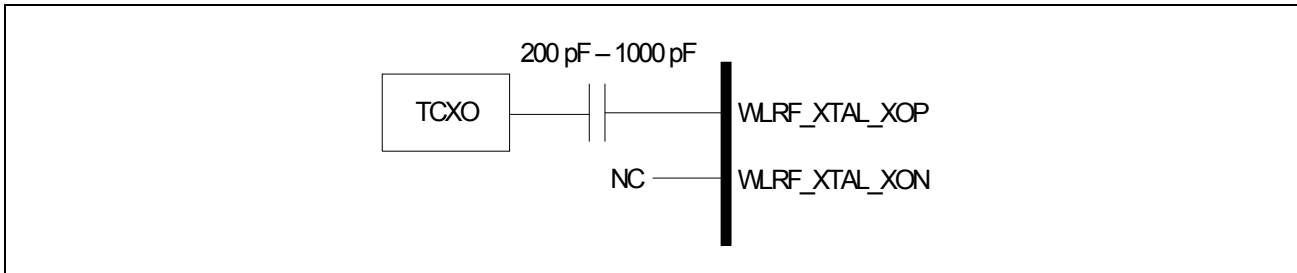 200 pF – 1000 pF
TCXO
WLRF_XTAL_XOP
NC
WLRF_XTAL_XON